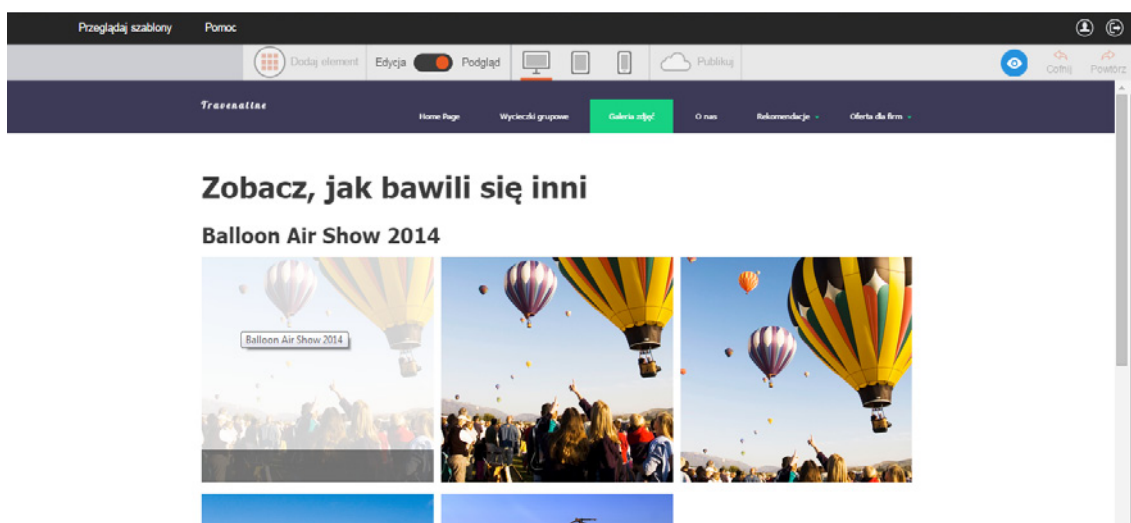 Przeglądaj szablony Pomoc
Dodaj element Edycja Podgląd Publikuj Cofnij Powtórz
Travenaline
Home Page Wycieczki grupowe Galeria zdjęć O nas Rekomendacje Oferta dla firm
Zobacz, jak bawili się inni
Balloon Air Show 2014
Balloon Air Show 2014